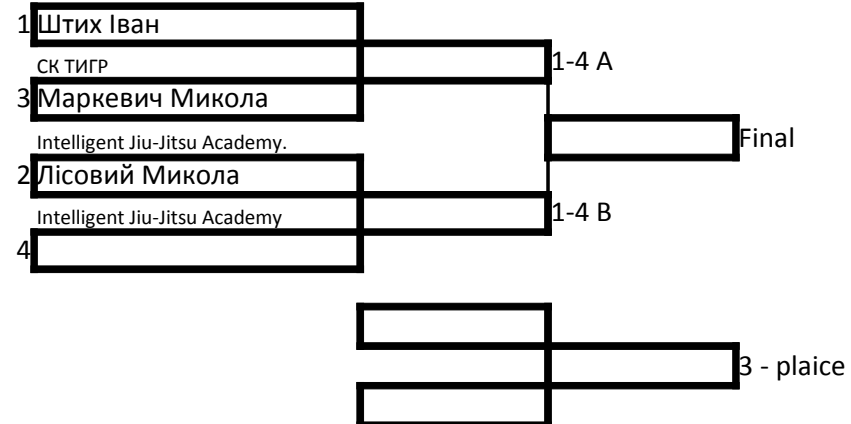 1 Штих Іван
СК ТИГР
1-4 A
3 Маркевич Микола
Intelligent Jiu-Jitsu Academy.
Final
2 Лісовий Микола
Intelligent Jiu-Jitsu Academy
1-4 B
4
3 - plaice